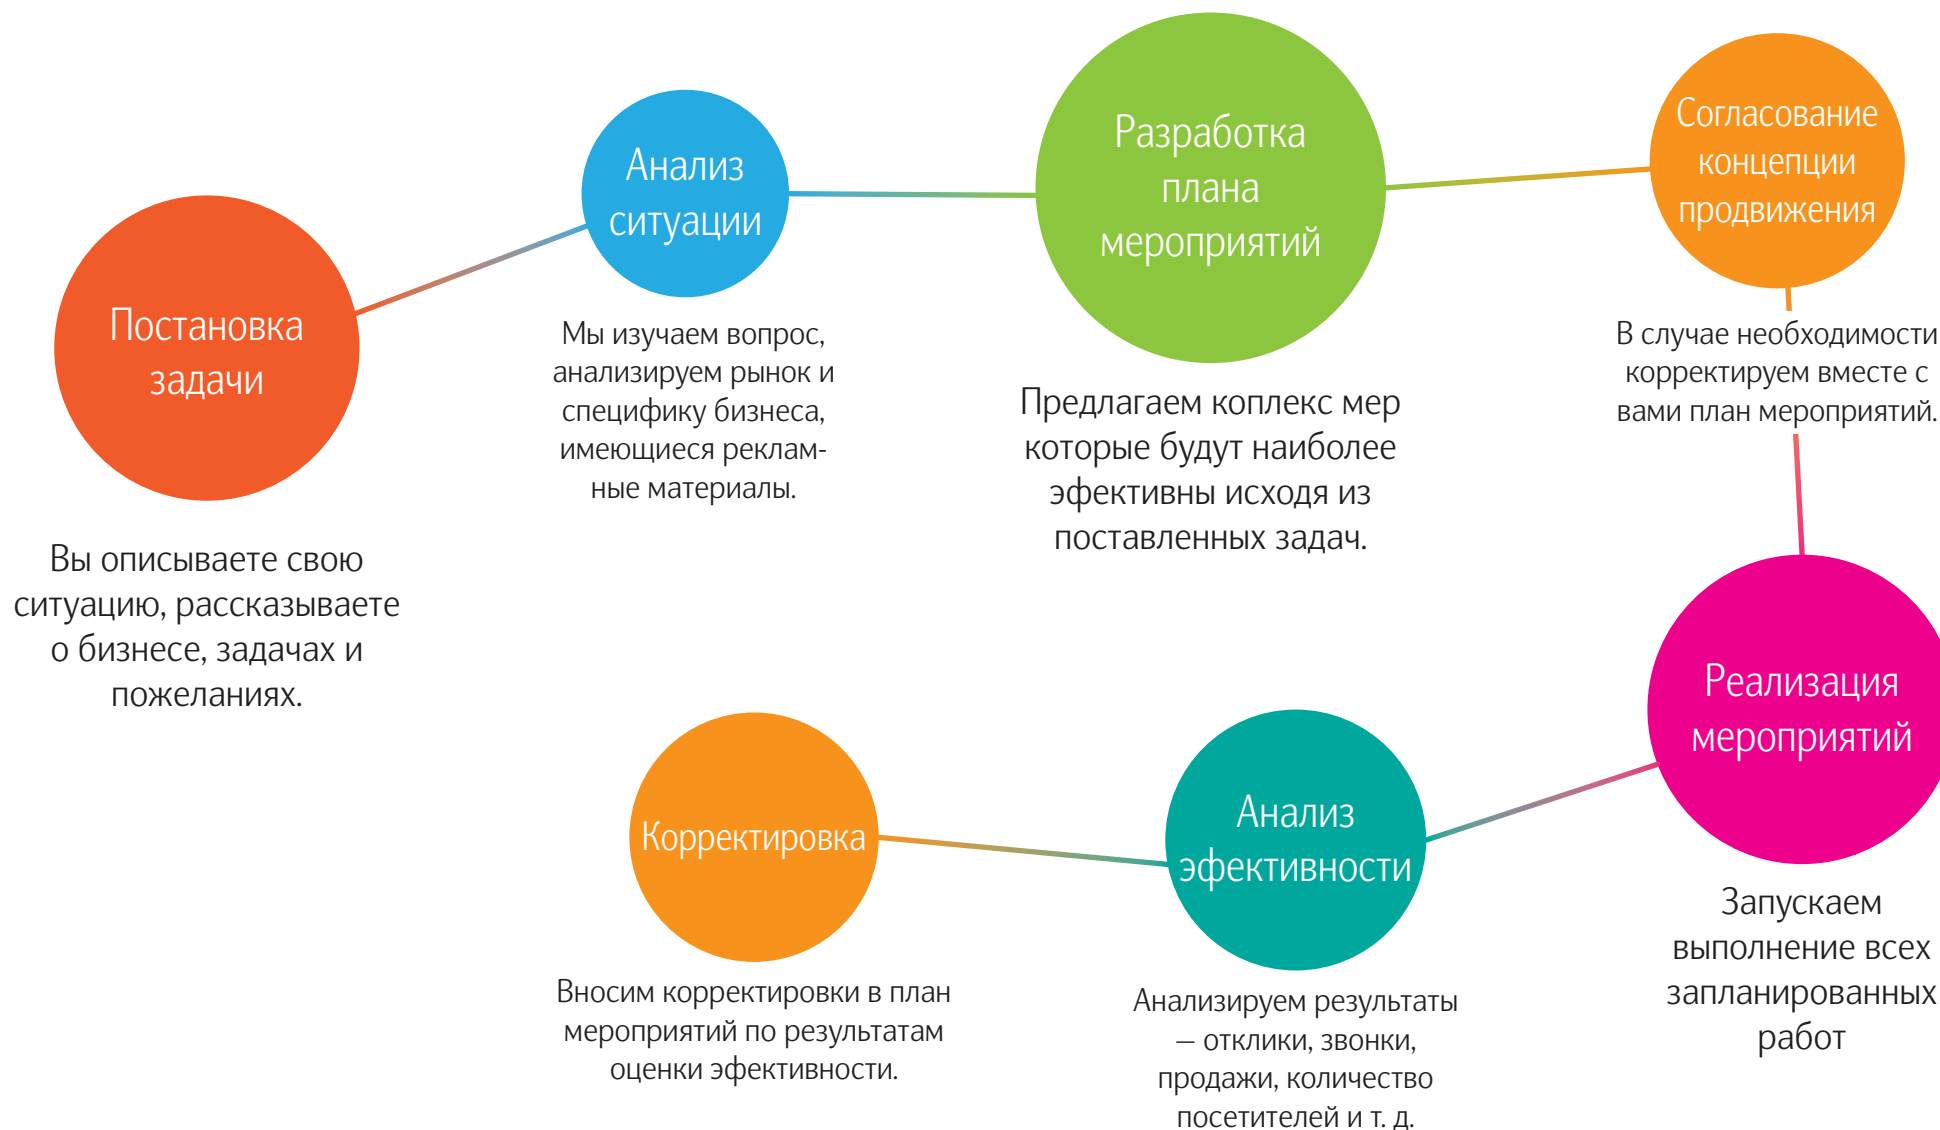 Постановка
задачи
Вы описываете свою
ситуацию, рассказываете
о бизнесе, задачах и
пожеланиях.
Анализ
ситуации
Мы изучаем вопрос,
анализируем рынок и
специфику бизнеса,
имеющиеся реклам-
ные материалы.
Разработка
плана
мероприятий
Предлагаем коплекс мер
которые будут наиболее
эфективны исходя из
поставленных задач.
Согласование
концепции
продвижения
В случае необходимости
корректируем вместе с
вами план мероприятий.
Реализация
мероприятий
Запускаем
выполнение всех
запланированных
работ
Анализ
эфективности
Анализируем результаты
— отклики, звонки,
продажи, количество
посетителей и т. д.
Корректировка
Вносим корректировки в план
мероприятий по результатам
оценки эфективности.